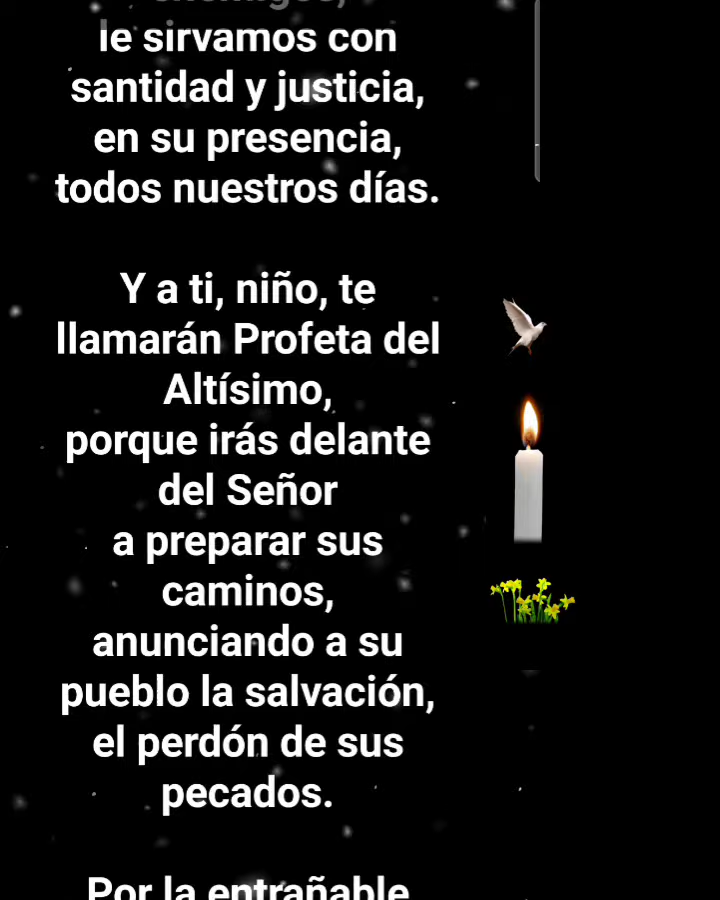 enemigos,
le sirvamos con
santidad y justicia,
en su presencia,
todos nuestros días.
Y a ti, niño, te
llamarán Profeta del
Altísimo,
porque irás delante
del Señor
a preparar sus
caminos,
anunciando a su
pueblo la salvación,
el perdón de sus
pecados.
Por la entrañable